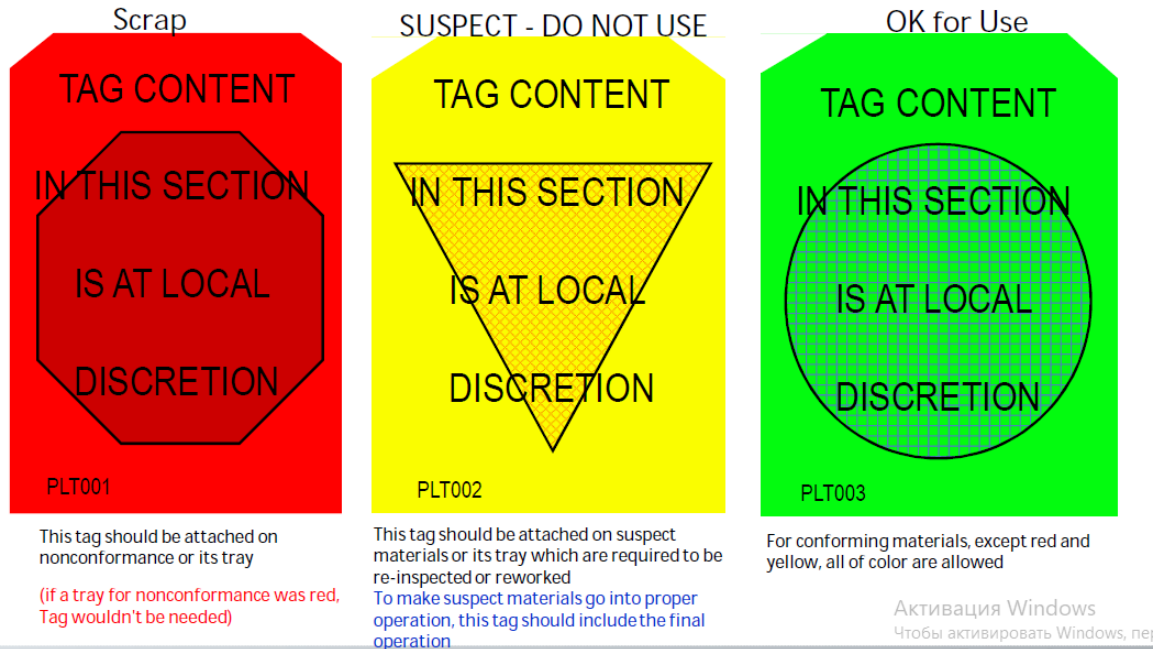 Scrap
TAG CONTENT
IN THIS SECTION
IS AT LOCAL
DISCRETION
PLT001
This tag should be attached on
nonconformance or its tray
(if a tray for nonconformance was red,
Tag wouldn't be needed)
SUSPECT - DO NOT USE
TAG CONTENT
IN THIS SECTION
IS AT LOCAL
DISCRETION
PLT002
This tag should be attached on suspect
materials or its tray which are required to be
re-inspected or reworked
To make suspect materials go into proper
operation, this tag should include the final
operation
OK for Use
TAG CONTENT
IN THIS SECTION
IS AT LOCAL
DISCRETION
PLT003
For conforming materials, except red and
yellow, all of color are allowed
Активация Windows
Чтобы активировать Windows,